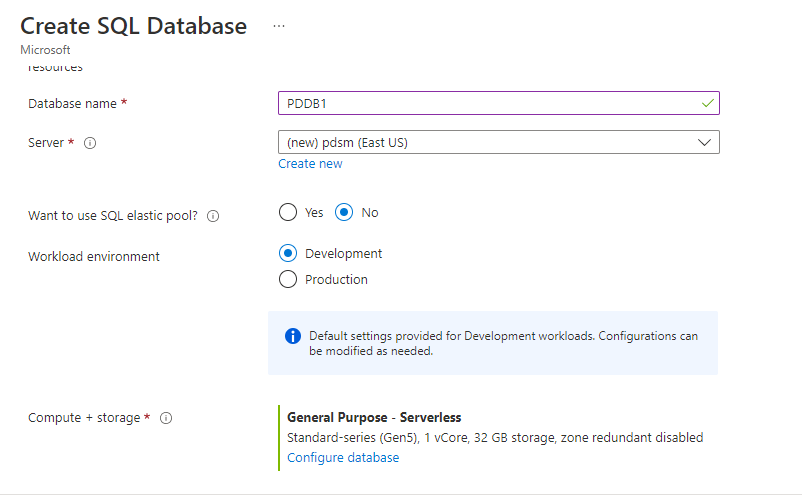 Create SQL Database ...
Microsoft
resources
Database name *
PDDB1
Server *
(new) pdsm (East US)
Create new
Want to use SQL elastic pool?
Yes No
Workload environment
Development
Production
Default settings provided for Development workloads. Configurations can
be modified as needed.
Compute + storage *
General Purpose - Serverless
Standard-series (Gen5), 1 vCore, 32 GB storage, zone redundant disabled
Configure database